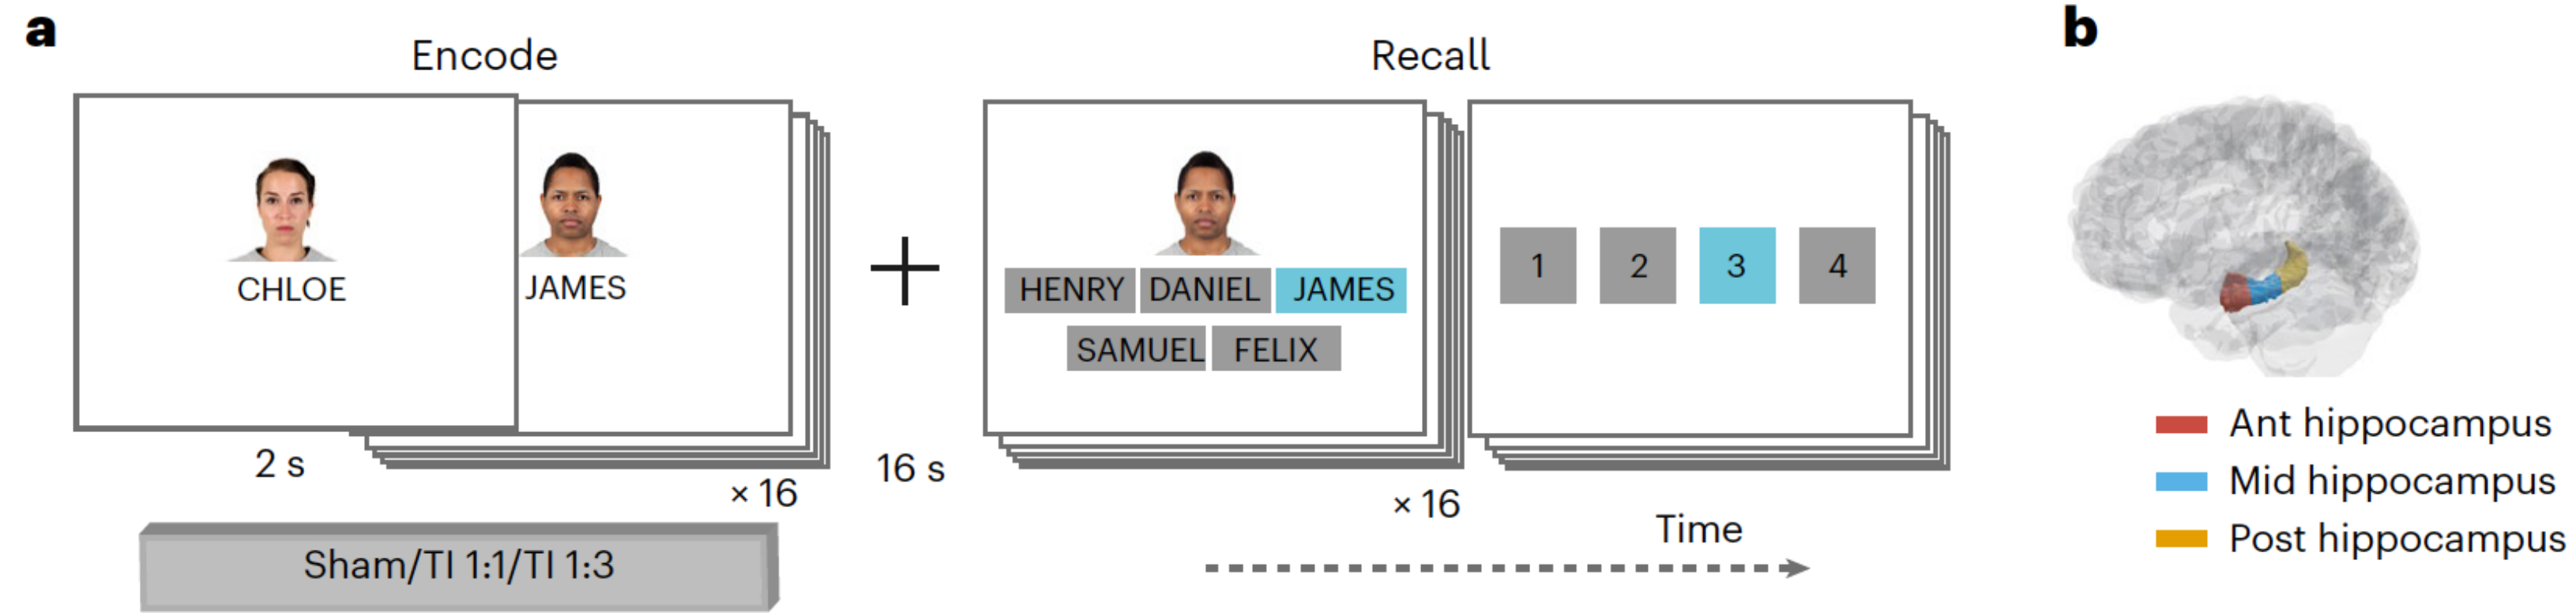 a
Encode
CHLOE
JAMES
2 s
× 16
Sham/TI 1:1/TI 1:3
16 s
Recall
HENRY DANIEL JAMES
SAMUEL FELIX
1 2 3 4
× 16
Time
b
Ant hippocampus
Mid hippocampus
Post hippocampus